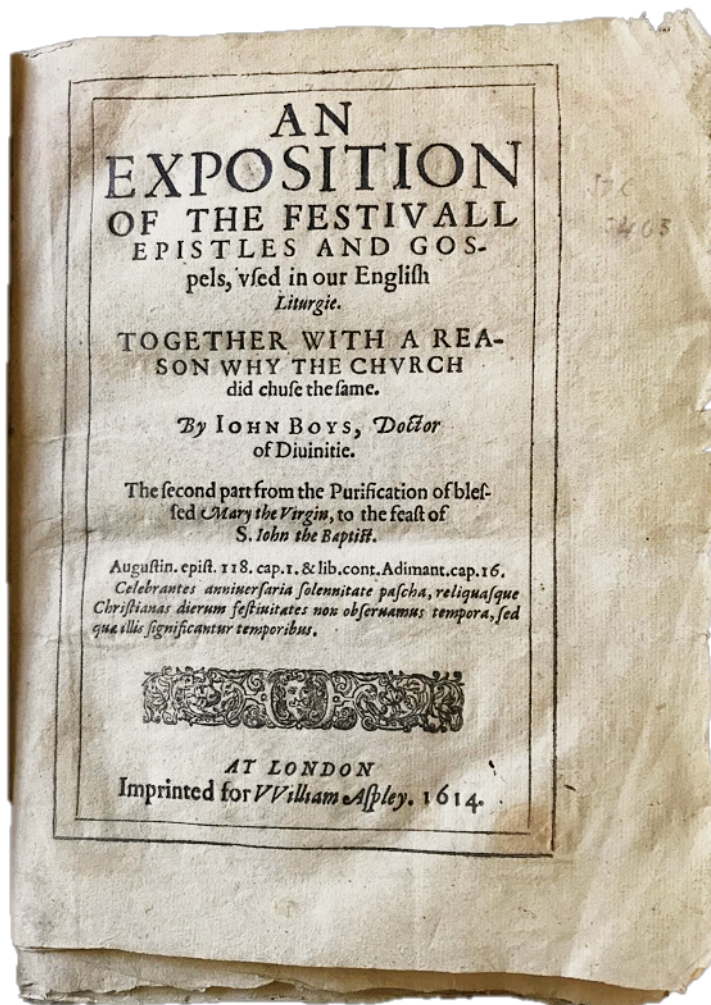 AN
EXPOSITION
OF THE FESTIVALL
EPISTLES AND GOS-
pels, vſed in our Engliſh
Liturgie.
TOGETHER WITH A REA-
SON WHY THE CHVRCH
did chuſe the ſame.
By IOHN BOYS, Doctor
of Diuinitie.
The ſecond part from the Purification of bleſ-
ſed Mary the Virgin, to the feaſt of
S. Iohn the Baptiſt.
Auguſtin. epiſt. 118. cap. 1. & lib. cont. Adimant. cap. 16.
Celebrantes anniuerſaria ſolennitate paſcha, reliquaſque
Chriſtianas dierum feſtiuitates non obſeruamus tempora, ſed
quæ illis ſignificantur temporibus.
AT LONDON
Imprinted for VVilliam Aſpley. 1614.
STC
3463